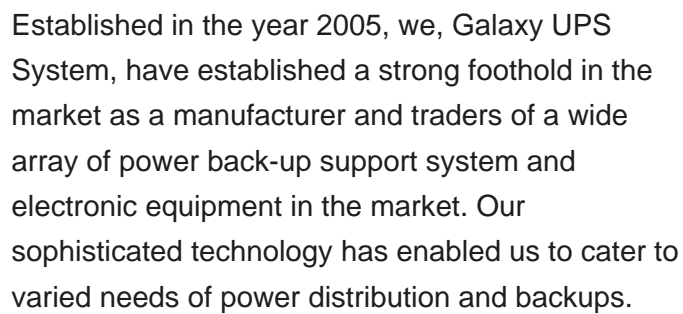 Established in the year 2005, we, Galaxy UPS
System, have established a strong foothold in the
market as a manufacturer and traders of a wide
array of power back-up support system and
electronic equipment in the market. Our
sophisticated technology has enabled us to cater to
varied needs of power distribution and backups.